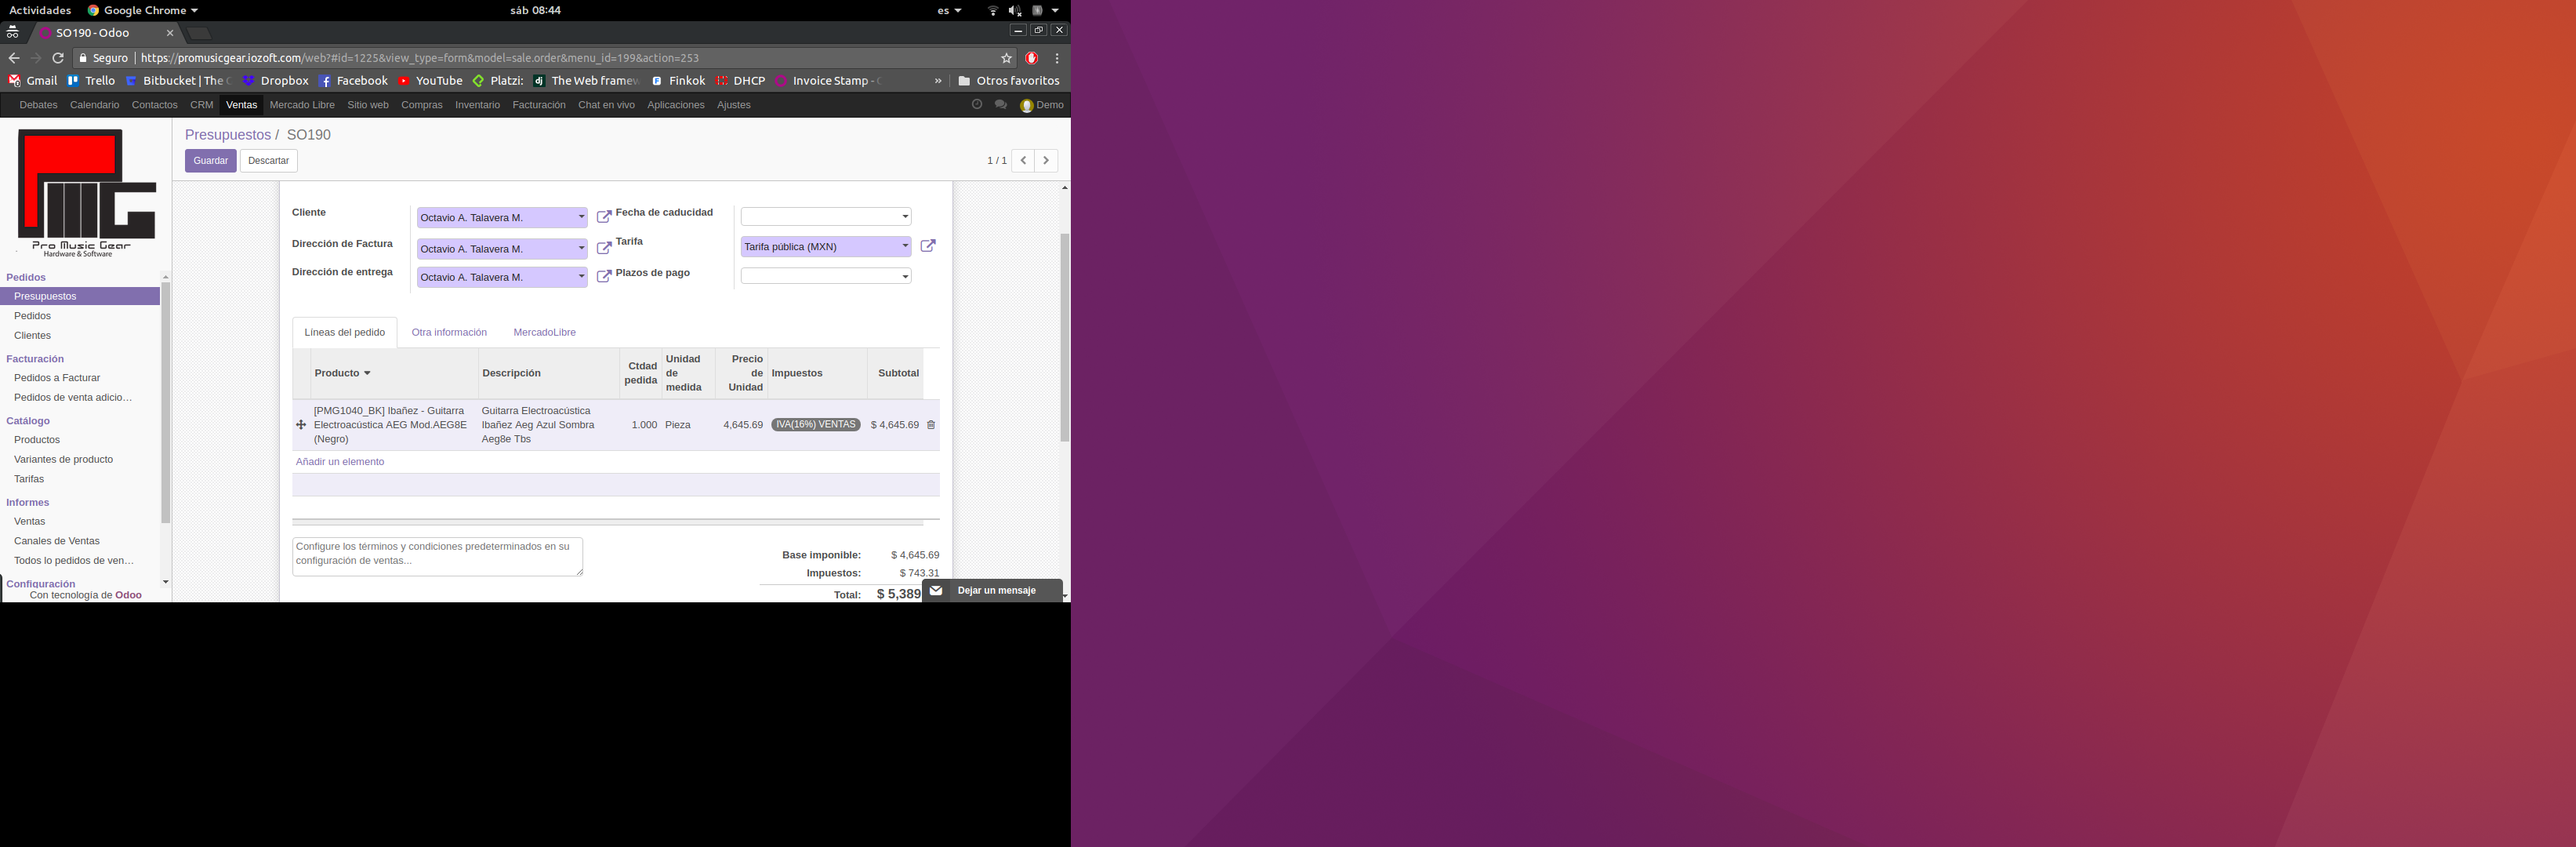 Actividades Google Chrome sáb 08:44 es
SO190 - Odoo
Seguro https://promusicgear.iozoft.com/web?#id=1225&view_type=form&model=sale.order&menu_id=199&action=253
Gmail Trello Bitbucket | The Dropbox Facebook YouTube Platzi: The Web Finkok DHCP Invoice Stamp - » Otros favoritos
Debates Calendario Contactos CRM Ventas Mercado Libre Sitio web Compras Inventario Facturación Chat en vivo Aplicaciones Ajustes Demo
Pro Music Gear
Hardware & Software
Pedidos
Presupuestos
Pedidos
Clientes
Facturación
Pedidos a Facturar
Pedidos de venta adicio…
Catálogo
Productos
Variantes de producto
Tarifas
Informes
Ventas
Canales de Ventas
Todos lo pedidos de ven…
Configuración
Con tecnología de Odoo
Presupuestos / SO190
Guardar Descartar
1 / 1
Cliente Octavio A. Talavera M. Fecha de caducidad
Dirección de Factura Octavio A. Talavera M. Tarifa Tarifa pública (MXN)
Dirección de entrega Octavio A. Talavera M. Plazos de pago
Líneas del pedido Otra información MercadoLibre
Producto Descripción Ctdad pedida Unidad de medida Precio de Unidad Impuestos Subtotal
[PMG1040_BK] Ibañez - Guitarra Guitarra Electroacústica
Electroacústica AEG Mod.AEG8E Ibañez Aeg Azul Sombra 1.000 Pieza 4,645.69 IVA(16%) VENTAS $ 4,645.69
(Negro) Aeg8e Tbs
Añadir un elemento
Configure los términos y condiciones predeterminados en su
configuración de ventas...
Base imponible: $ 4,645.69
Impuestos: $ 743.31
Total: $ 5,389
Dejar un mensaje